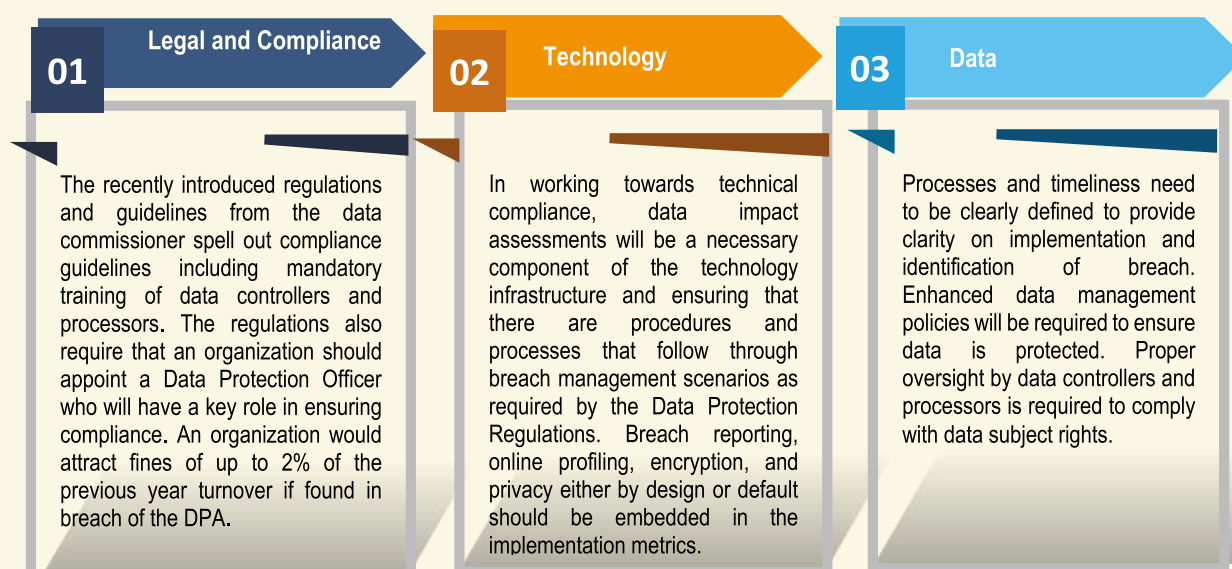 01
Legal and Compliance
The recently introduced regulations
and guidelines from the data
commissioner spell out compliance
guidelines including mandatory
training of data controllers and
processors. The regulations also
require that an organization should
appoint a Data Protection Officer
who will have a key role in ensuring
compliance. An organization would
attract fines of up to 2% of the
previous year turnover if found in
breach of the DPA.
02
Technology
In working towards technical
compliance, data impact
assessments will be a necessary
component of the technology
infrastructure and ensuring that
there are procedures and
processes that follow through
breach management scenarios as
required by the Data Protection
Regulations. Breach reporting,
online profiling, encryption, and
privacy either by design or default
should be embedded in the
implementation metrics.
03
Data
Processes and timeliness need
to be clearly defined to provide
clarity on implementation and
identification of breach.
Enhanced data management
policies will be required to ensure
data is protected. Proper
oversight by data controllers and
processors is required to comply
with data subject rights.